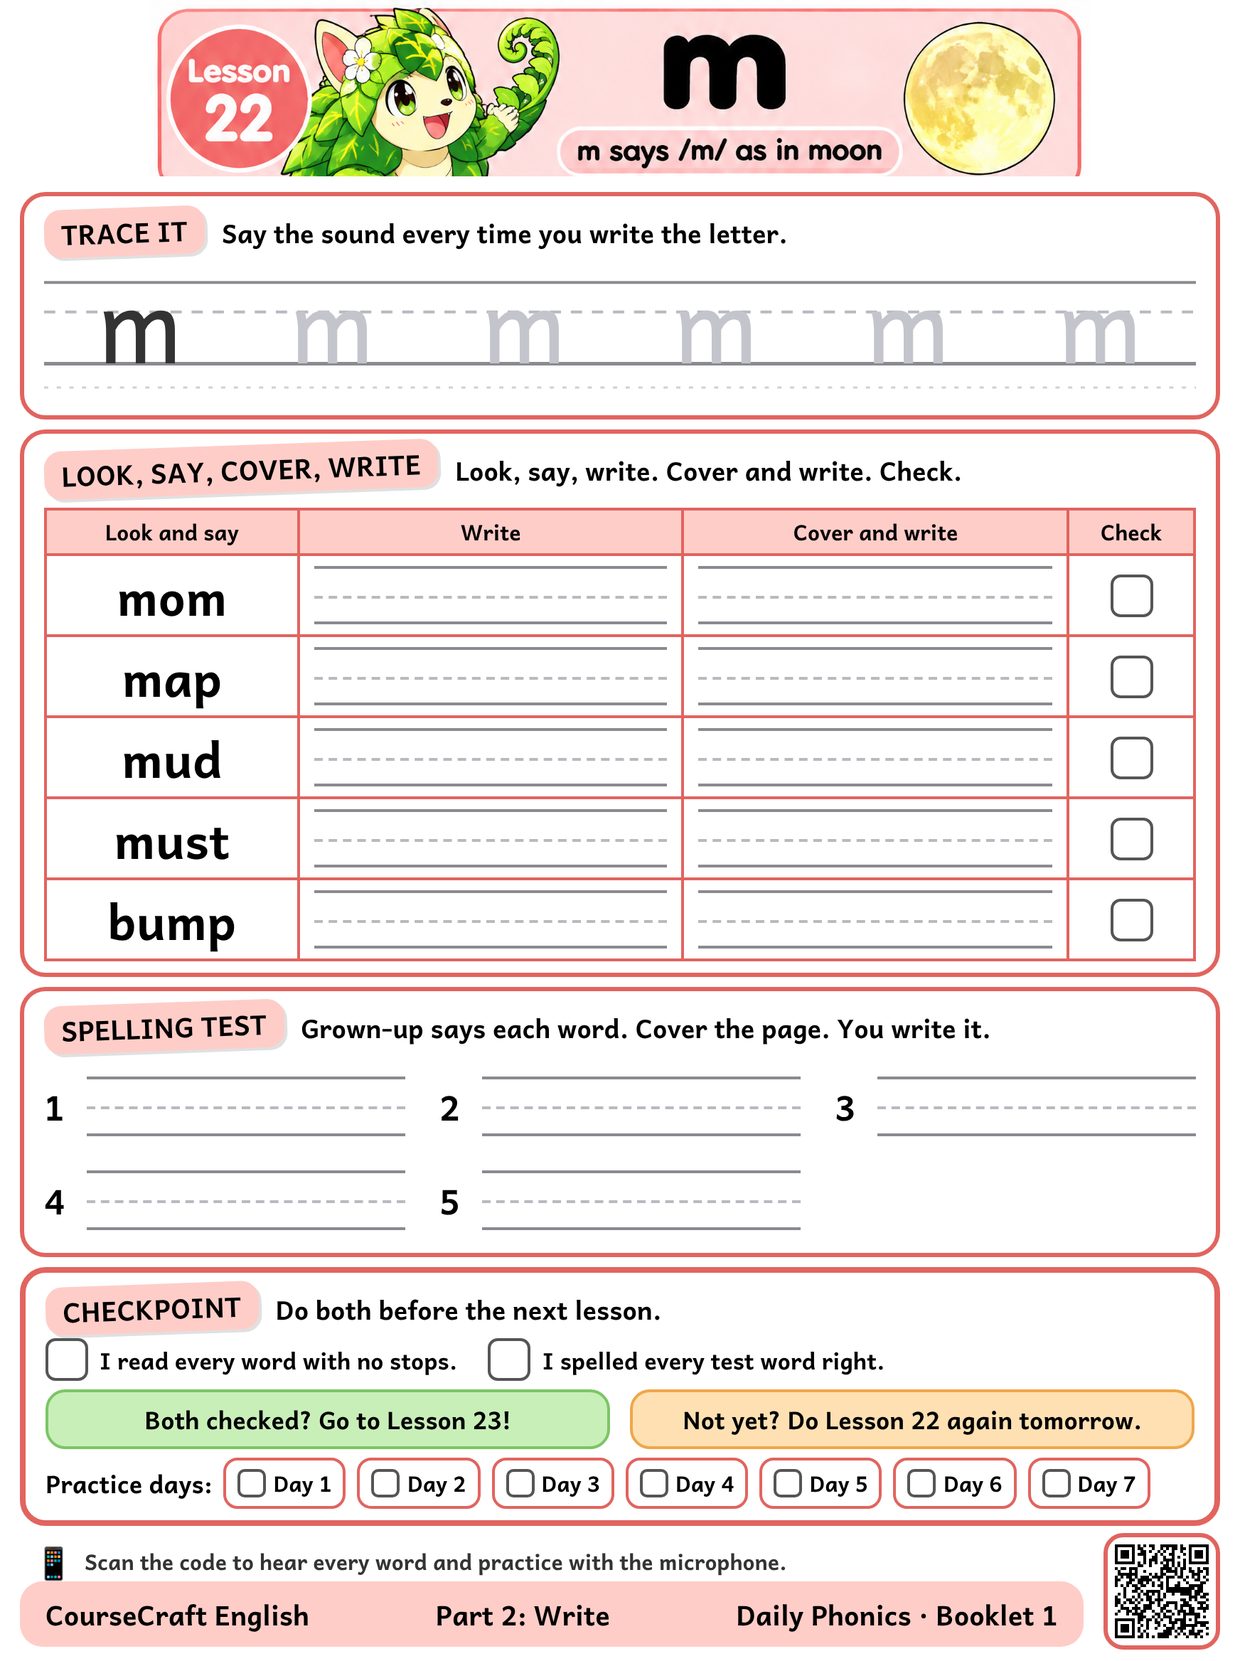 Lesson
22
m
m says /m/ as in moon
TRACE IT Say the sound every time you write the letter.
m m m m m m
LOOK, SAY, COVER, WRITE Look, say, write. Cover and write. Check.
Look and say Write Cover and write Check
mom
map
mud
must
bump
SPELLING TEST Grown-up says each word. Cover the page. You write it.
1 2 3
4 5
CHECKPOINT Do both before the next lesson.
I read every word with no stops. I spelled every test word right.
Both checked? Go to Lesson 23! Not yet? Do Lesson 22 again tomorrow.
Practice days: Day 1 Day 2 Day 3 Day 4 Day 5 Day 6 Day 7
Scan the code to hear every word and practice with the microphone.
CourseCraft English Part 2: Write Daily Phonics · Booklet 1